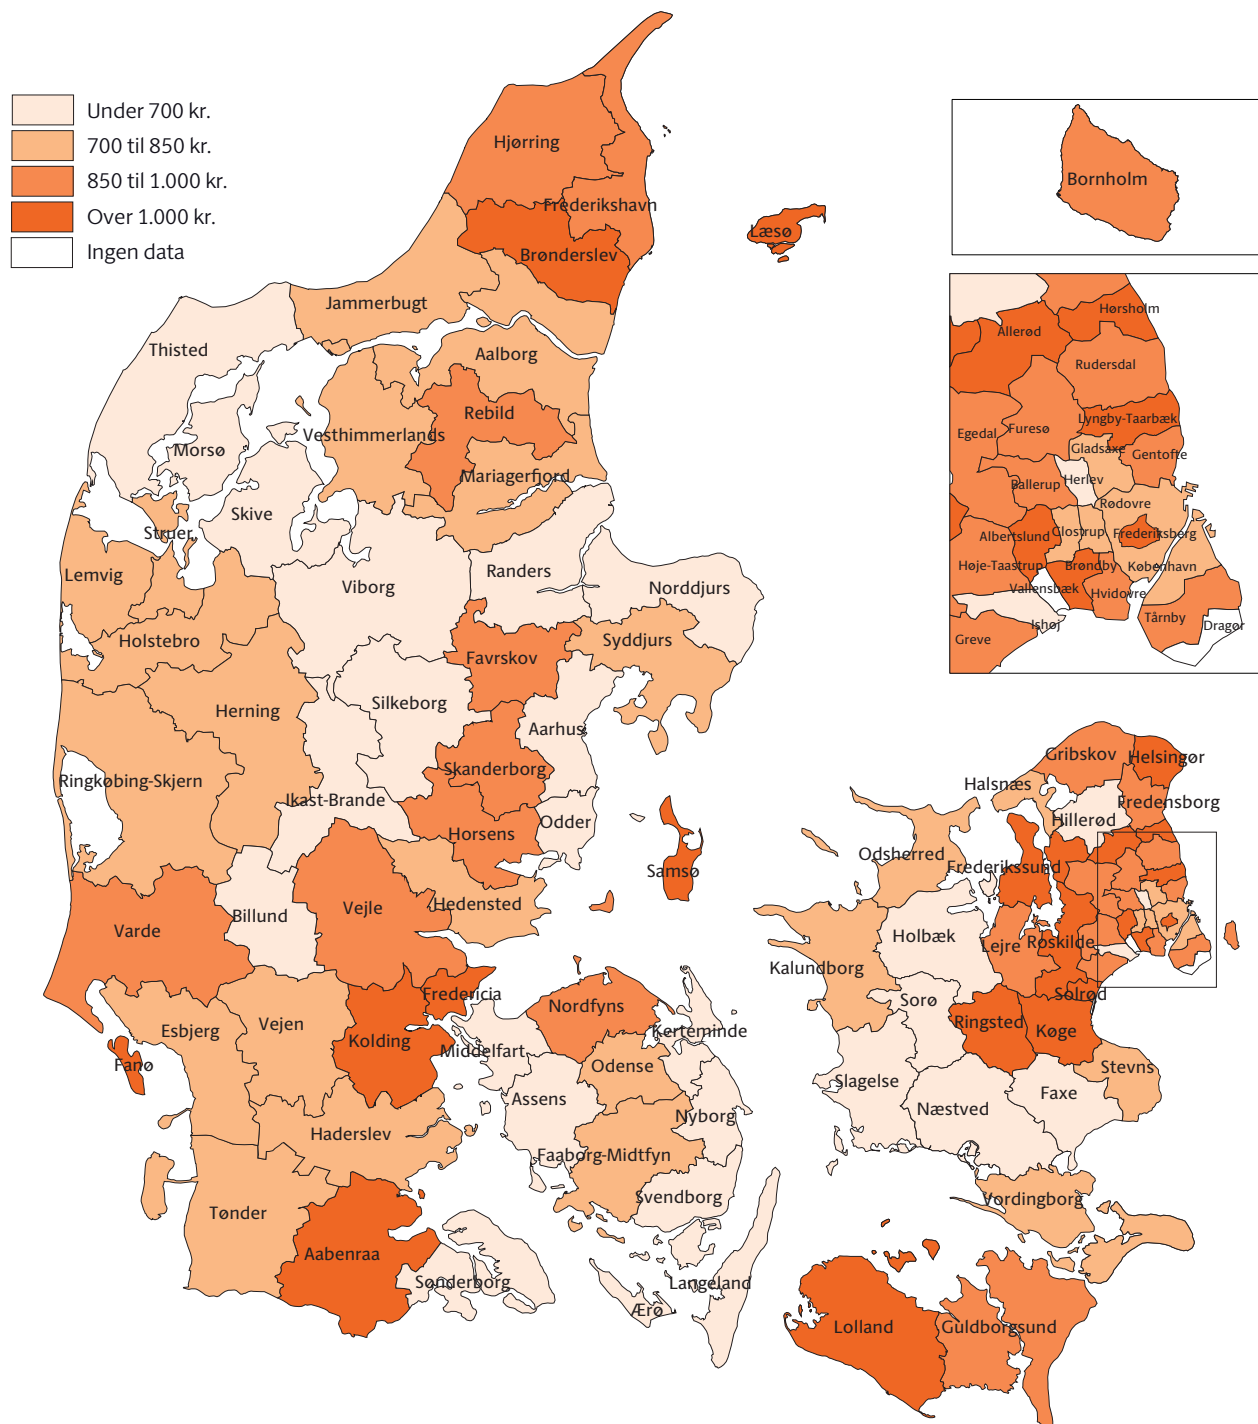 Under 700 kr.
700 til 850 kr.
850 til 1.000 kr.
Over 1.000 kr.
Ingen data
Hjørring
Frederikshavn
Brønderslev
Læsø
Jammerbugt
Thisted
Aalborg
Rebild
Vesthimmerlands
Morsø
Mariagerfjord
Skive
Struer
Lemvig
Viborg
Randers
Norddjurs
Holstebro
Syddjurs
Favrskov
Silkeborg
Herning
Aarhus
Skanderborg
Ringkøbing-Skjern
Ikast-Brande
Horsens
Odder
Samsø
Hedensted
Billund
Vejle
Varde
Fredericia
Esbjerg
Vejen
Kolding
Fanø
Haderslev
Tønder
Aabenraa
Sønderborg
Nordfyns
Kerteminde
Middelfart
Odense
Assens
Nyborg
Faaborg-Midtfyn
Svendborg
Langeland
Ærø
Bornholm
Hørsholm
Allerød
Rudersdal
Lyngby-Taarbæk
Egedal
Furesø
Gladsaxe
Gentofte
Ballerup
Herlev
Rødovre
Albertslund
Glostrup
Frederiksberg
Høje-Taastrup
Brøndby
København
Vallensbæk
Hvidovre
Ishøj
Tårnby
Dragør
Greve
Gribskov
Helsingør
Halsnæs
Fredensborg
Hillerød
Odsherred
Frederikssund
Holbæk
Lejre
Roskilde
Kalundborg
Solrød
Sorø
Ringsted
Køge
Stevns
Slagelse
Næstved
Faxe
Vordingborg
Lolland
Guldborgsund